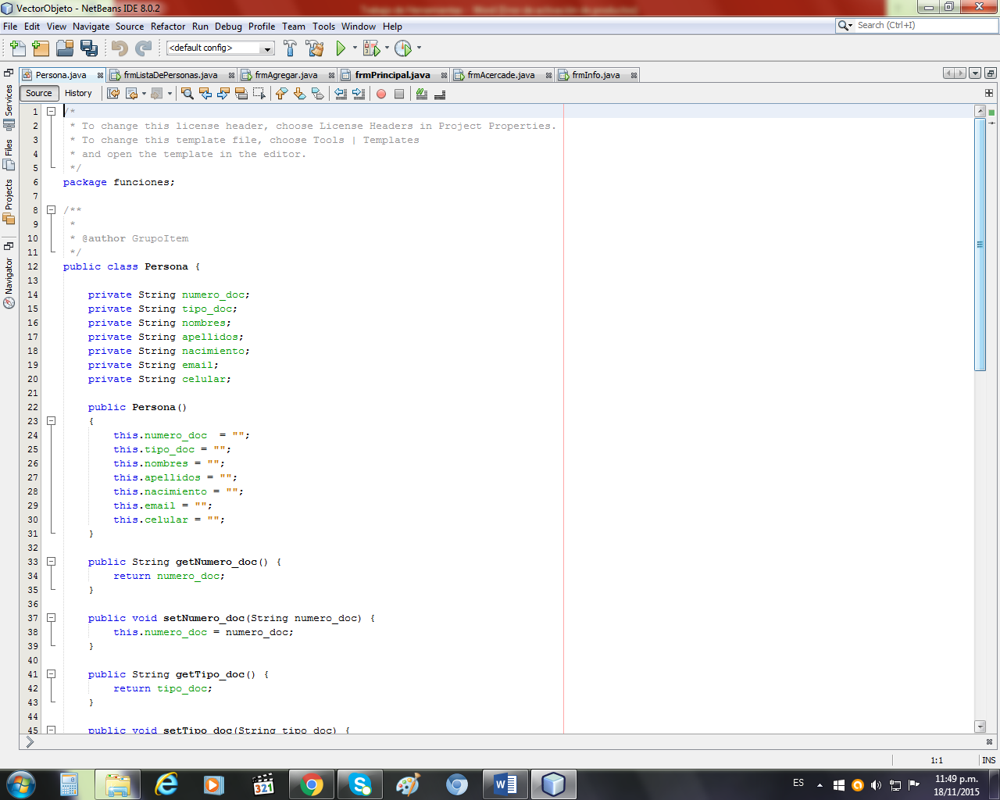 VectorObjeto - NetBeans IDE 8.0.2
File Edit View Navigate Source Refactor Run Debug Profile Team Tools Window Help
Search (Ctrl+I)
<default config>
Persona.java frmListaDePersonas.java frmAgregar.java frmPrincipal.java frmAcercade.java frmInfo.java
Source History
Services
Files
Projects
Navigator
1 /*
2 * To change this license header, choose License Headers in Project Properties.
3 * To change this template file, choose Tools | Templates
4 * and open the template in the editor.
5 */
6 package funciones;
7
8 /**
9 *
10 * @author GrupoItem
11 */
12 public class Persona {
13
14 private String numero_doc;
15 private String tipo_doc;
16 private String nombres;
17 private String apellidos;
18 private String nacimiento;
19 private String email;
20 private String celular;
21
22 public Persona()
23 {
24 this.numero_doc  = "";
25 this.tipo_doc = "";
26 this.nombres = "";
27 this.apellidos = "";
28 this.nacimiento = "";
29 this.email = "";
30 this.celular = "";
31 }
32
33 public String getNumero_doc() {
34 return numero_doc;
35 }
36
37 public void setNumero_doc(String numero_doc) {
38 this.numero_doc = numero_doc;
39 }
40
41 public String getTipo_doc() {
42 return tipo_doc;
43 }
44
45 public void setTipo_doc(String tipo_doc) {
1:1 INS
321
ES
11:49 p.m.
18/11/2015